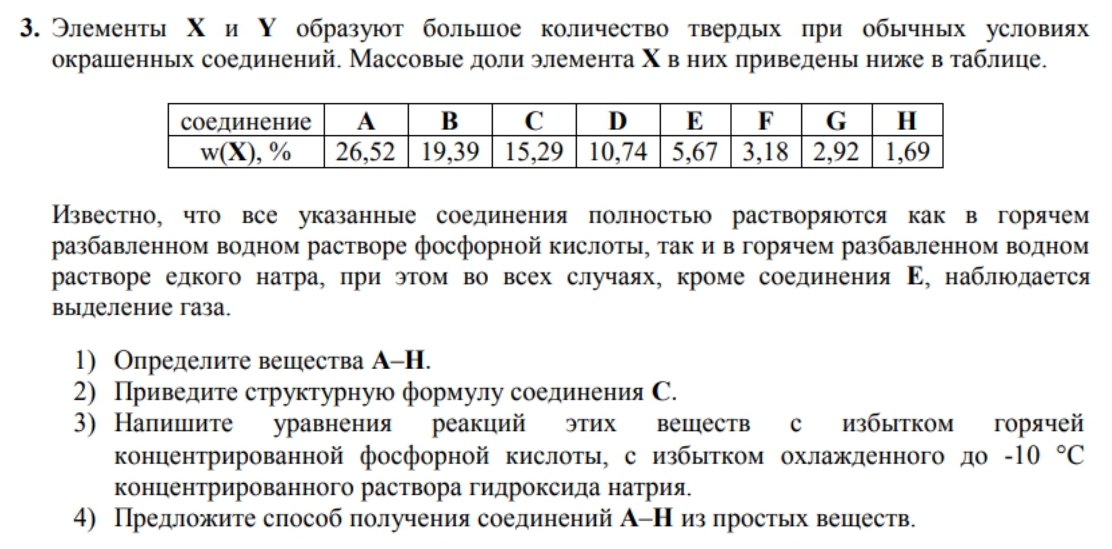 3. Элементы X и Y образуют большое количество твердых при обычных условиях
окрашенных соединений. Массовые доли элемента X в них приведены ниже в таблице.
соединение A B C D E F G H
w(X), % 26,52 19,39 15,29 10,74 5,67 3,18 2,92 1,69
Известно, что все указанные соединения полностью растворяются как в горячем
разбавленном водном растворе фосфорной кислоты, так и в горячем разбавленном водном
растворе едкого натра, при этом во всех случаях, кроме соединения E, наблюдается
выделение газа.
1) Определите вещества A–H.
2) Приведите структурную формулу соединения C.
3) Напишите уравнения реакций этих веществ с избытком горячей
концентрированной фосфорной кислоты, с избытком охлажденного до -10 °C
концентрированного раствора гидроксида натрия.
4) Предложите способ получения соединений A–H из простых веществ.